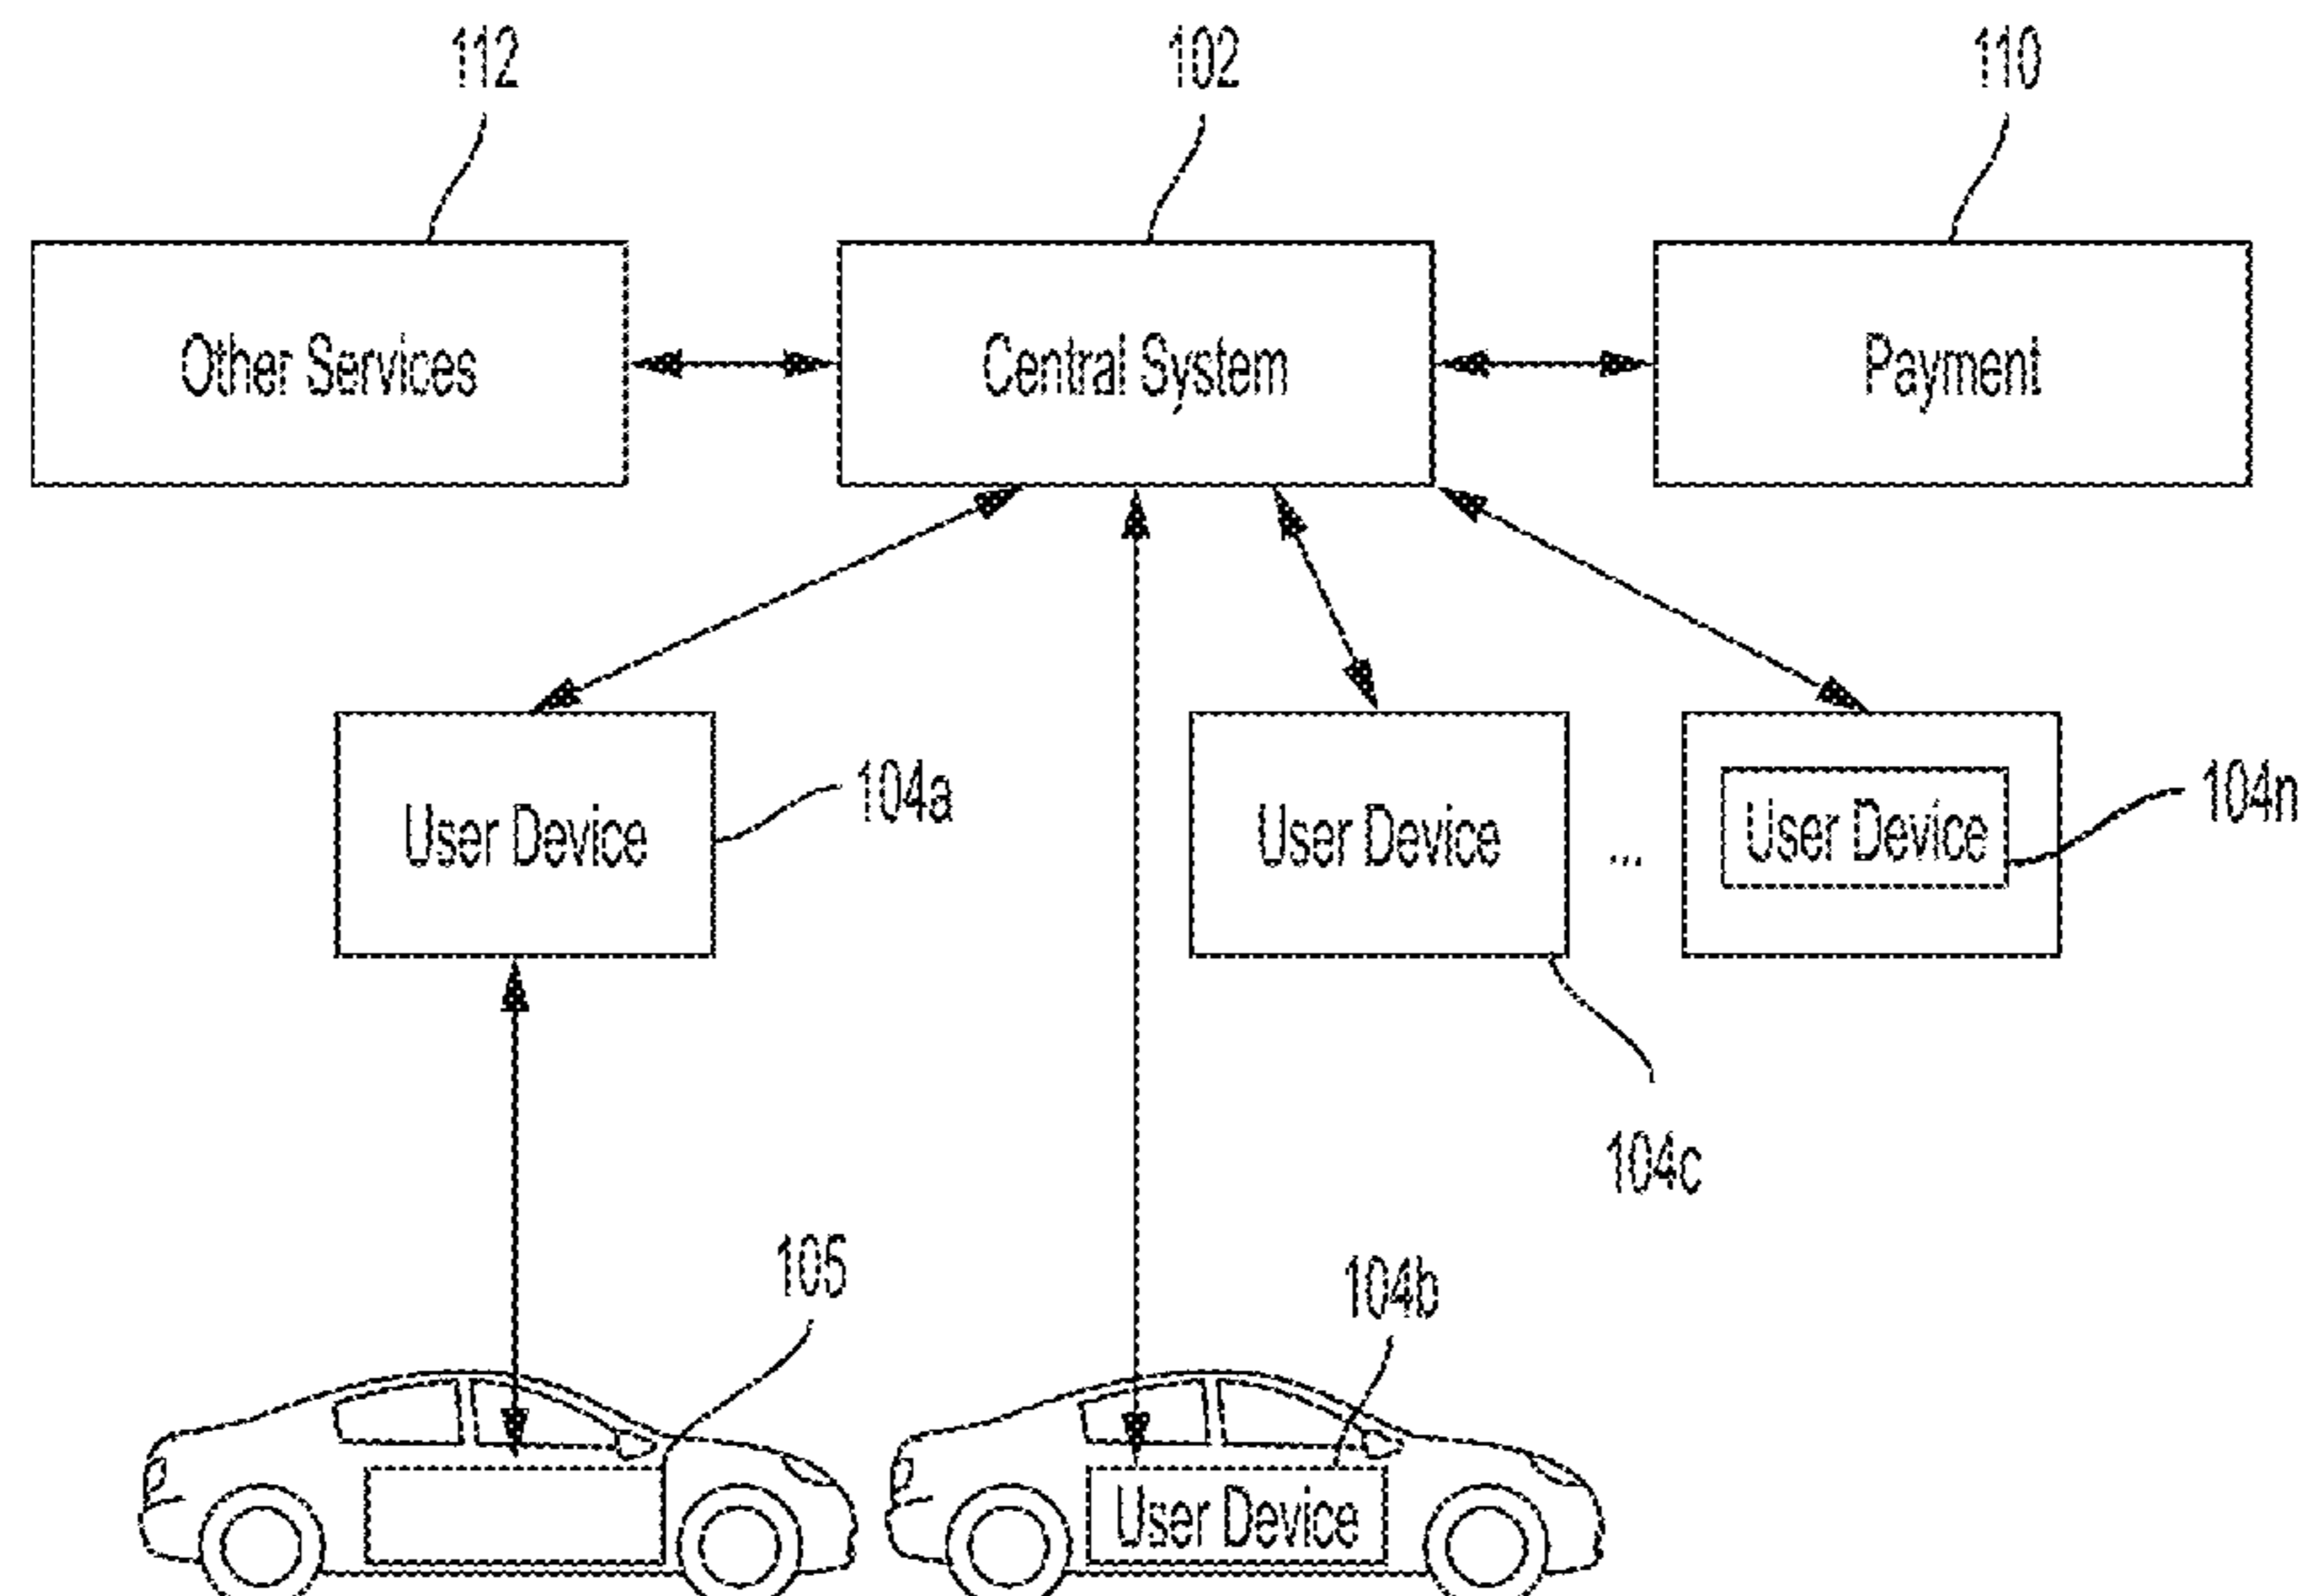 112
102
110
Other Services
Central System
Payment
104a
User Device
User Device
...
User Device
104n
104c
105
104b
User Device